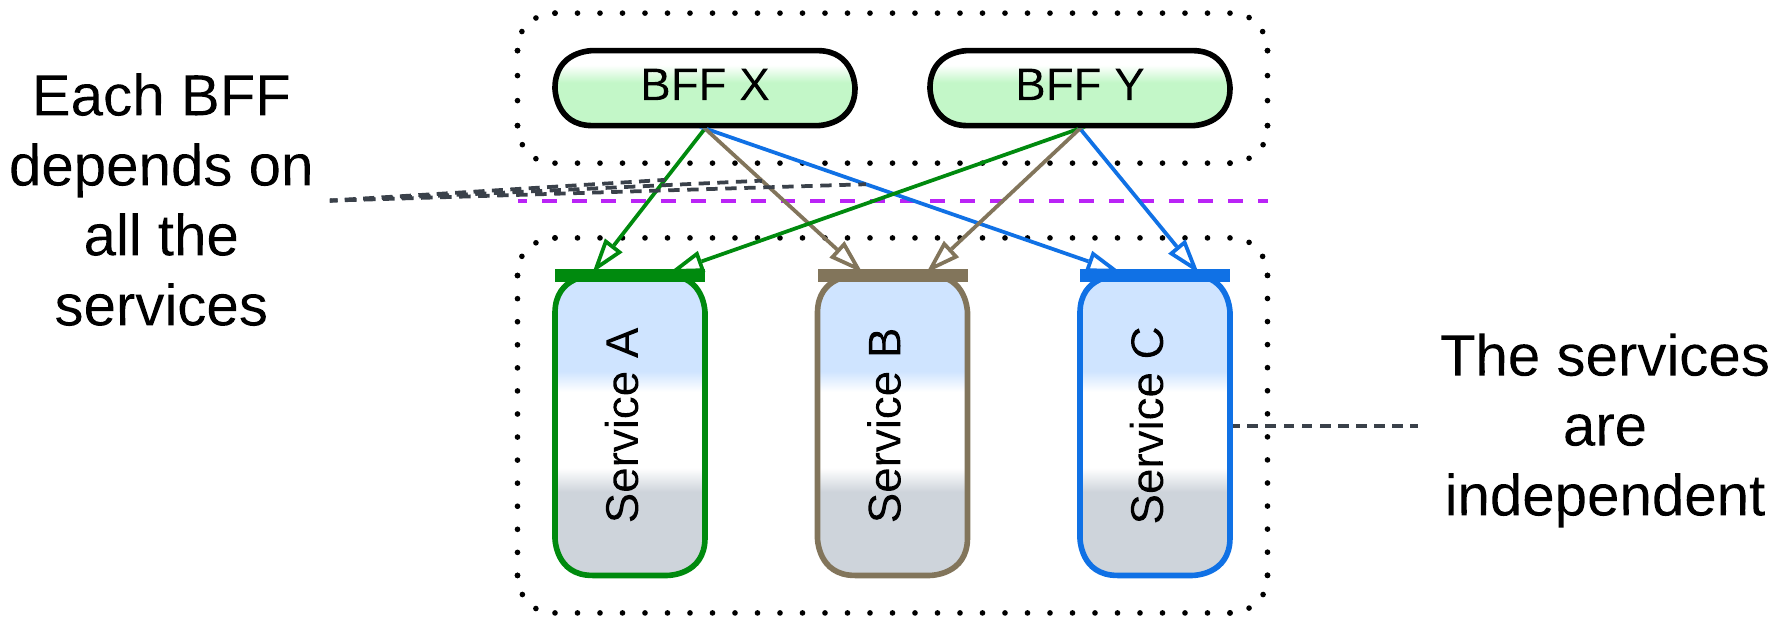 Each BFF
depends on
all the
services
BFF X
BFF Y
Service A
Service B
Service C
The services
are
independent